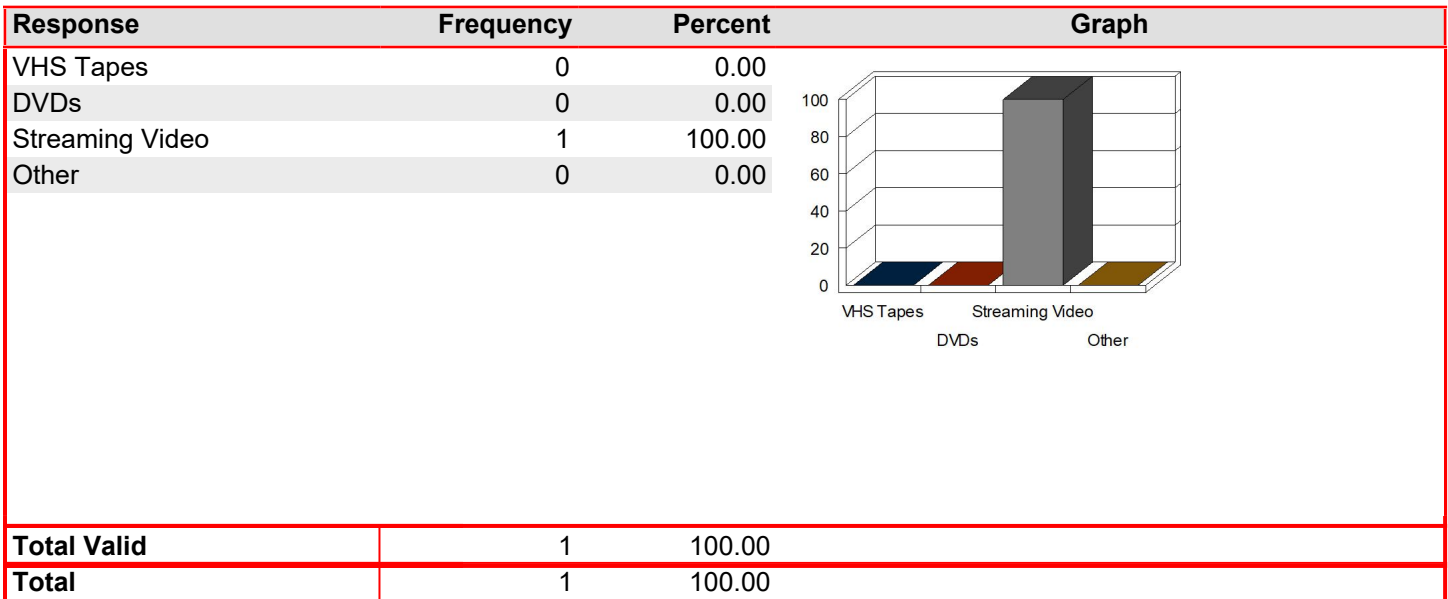 Response Frequency Percent Graph
VHS Tapes 0 0.00
DVDs 0 0.00
Streaming Video 1 100.00
Other 0 0.00
100
80
60
40
20
0
VHS Tapes Streaming Video
DVDs Other
Total Valid 1 100.00
Total 1 100.00